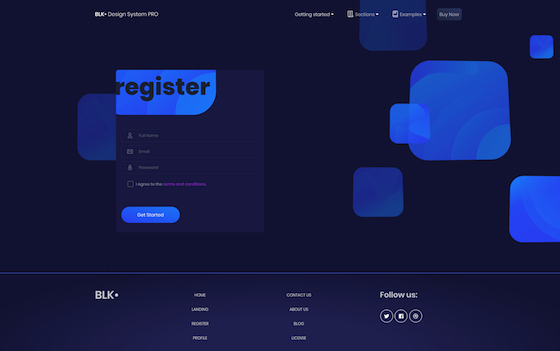 BLK• Design System PRO
Getting started
Sections
Examples
Buy Now
register
Full Name
Email
Password
I agree to the terms and conditions.
Get Started
BLK•
HOME
CONTACT US
Follow us:
LANDING
ABOUT US
REGISTER
BLOG
PROFILE
LICENSE